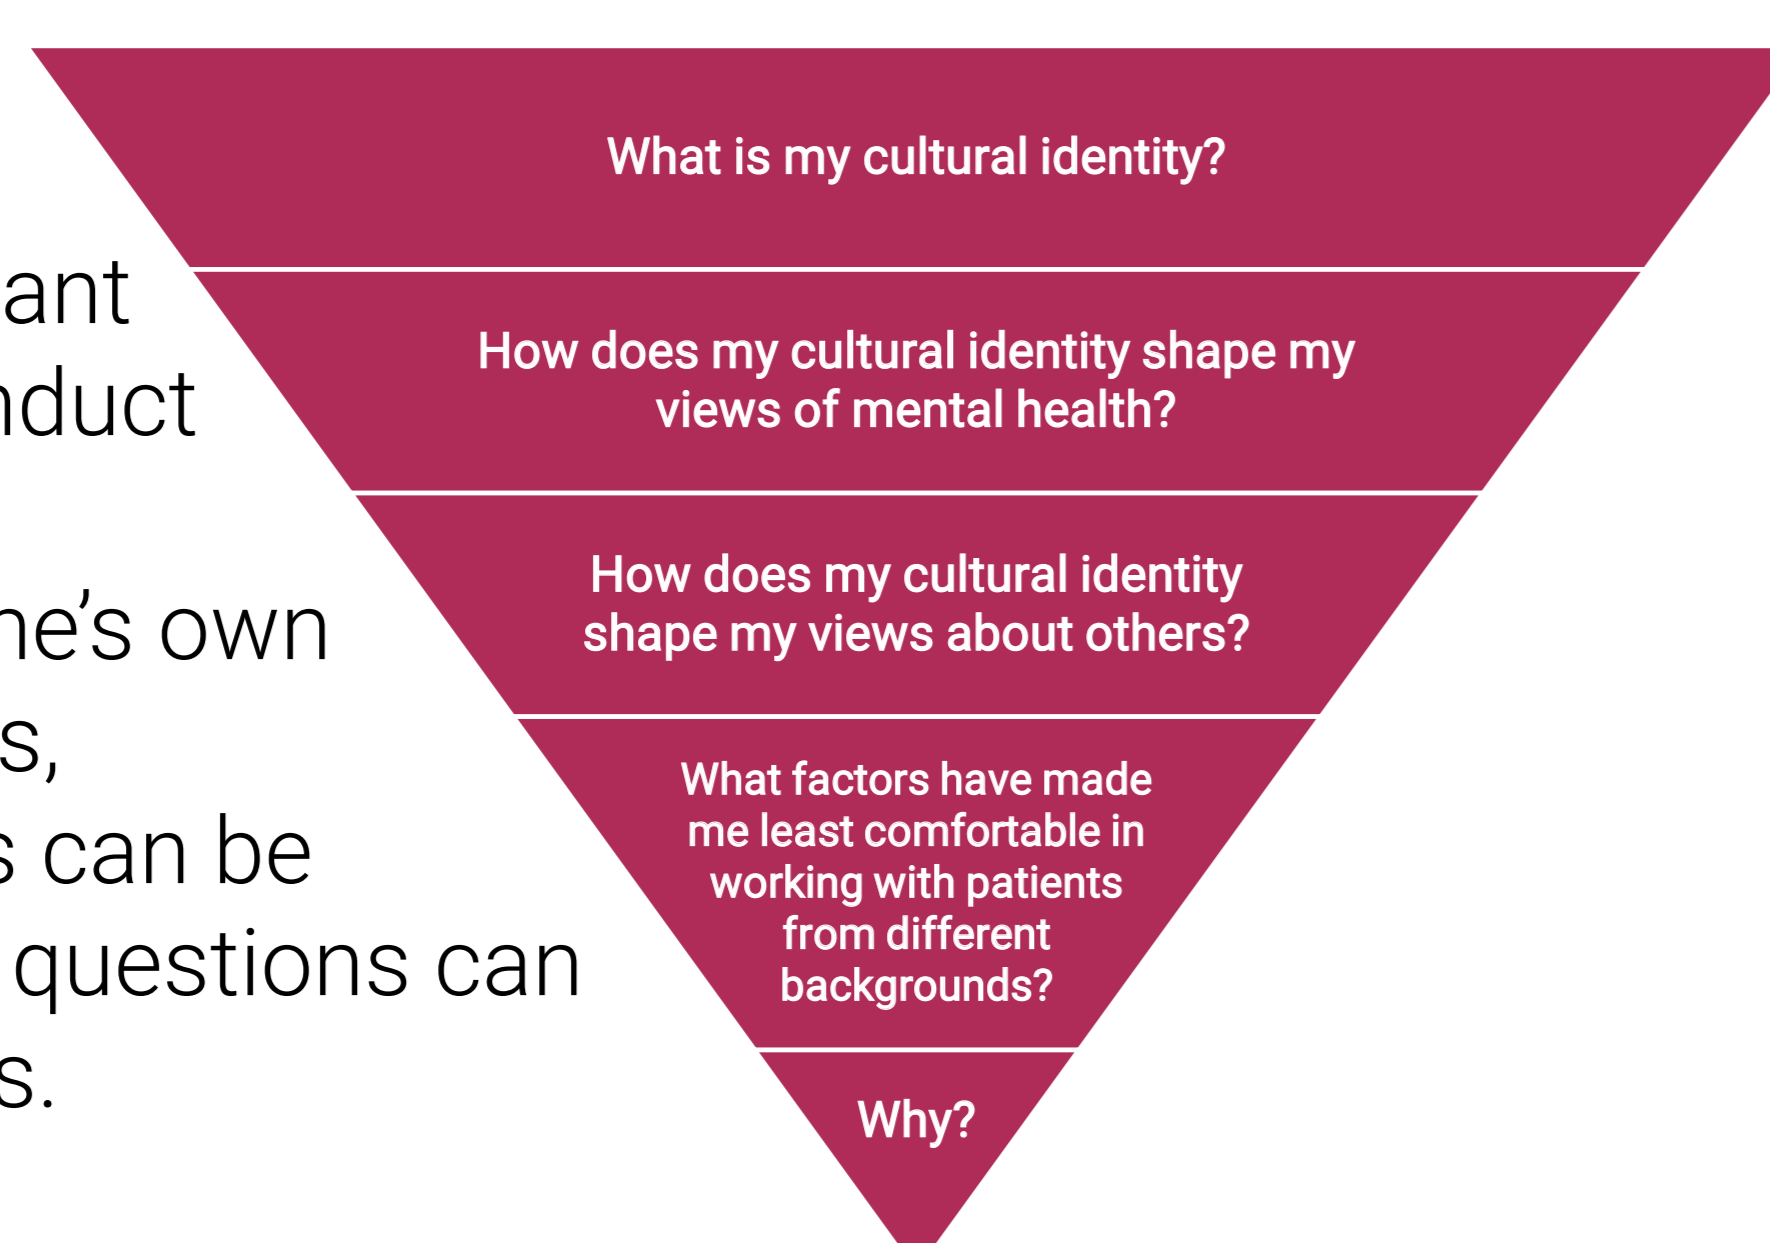 What is my cultural identity?
ant
How does my cultural identity shape my
views of mental health?
nduct
How does my cultural identity
shape my views about others?
ne's own
s,
What factors have made
me least comfortable in
working with patients
from different
backgrounds?
s can be
questions can
s.
Why?